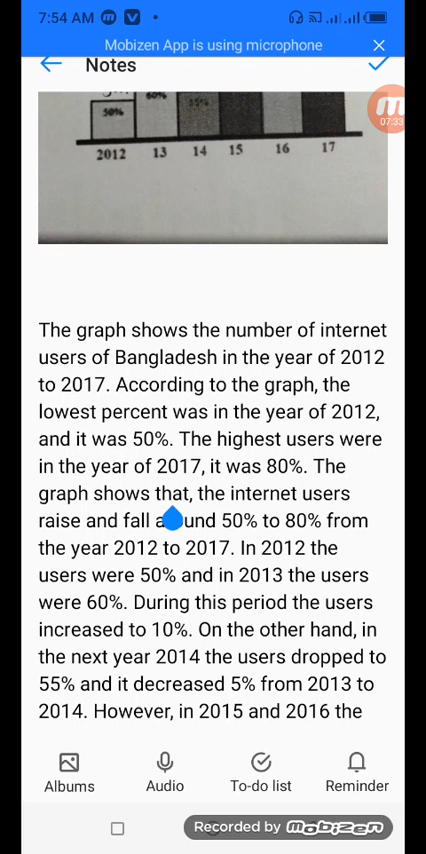 7:54 AM
Mobizen App is using microphone
Notes
07:33
50%
60%
55%
2012 13 14 15 16 17
The graph shows the number of internet
users of Bangladesh in the year of 2012
to 2017. According to the graph, the
lowest percent was in the year of 2012,
and it was 50%. The highest users were
in the year of 2017, it was 80%. The
graph shows that, the internet users
raise and fall around 50% to 80% from
the year 2012 to 2017. In 2012 the
users were 50% and in 2013 the users
were 60%. During this period the users
increased to 10%. On the other hand, in
the next year 2014 the users dropped to
55% and it decreased 5% from 2013 to
2014. However, in 2015 and 2016 the
Albums Audio To-do list Reminder
Recorded by mobizen